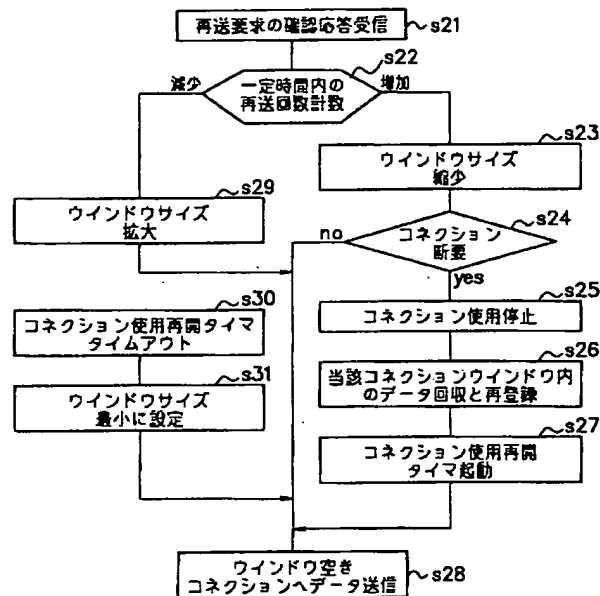 再送要求の確認応答受信
s21
s22
減少
一定時間内の
再送回数計数
増加
s23
ウインドウサイズ
縮少
s29
ウインドウサイズ
拡大
no
s24
コネクション
断要
yes
s30
コネクション使用再開タイマ
タイムアウト
s25
コネクション使用停止
s31
ウインドウサイズ
最小に設定
s26
当該コネクションウインドウ内
のデータ回収と再登録
s27
コネクション使用再開
タイマ起動
ウインドウ空き
コネクションへデータ送信
s28